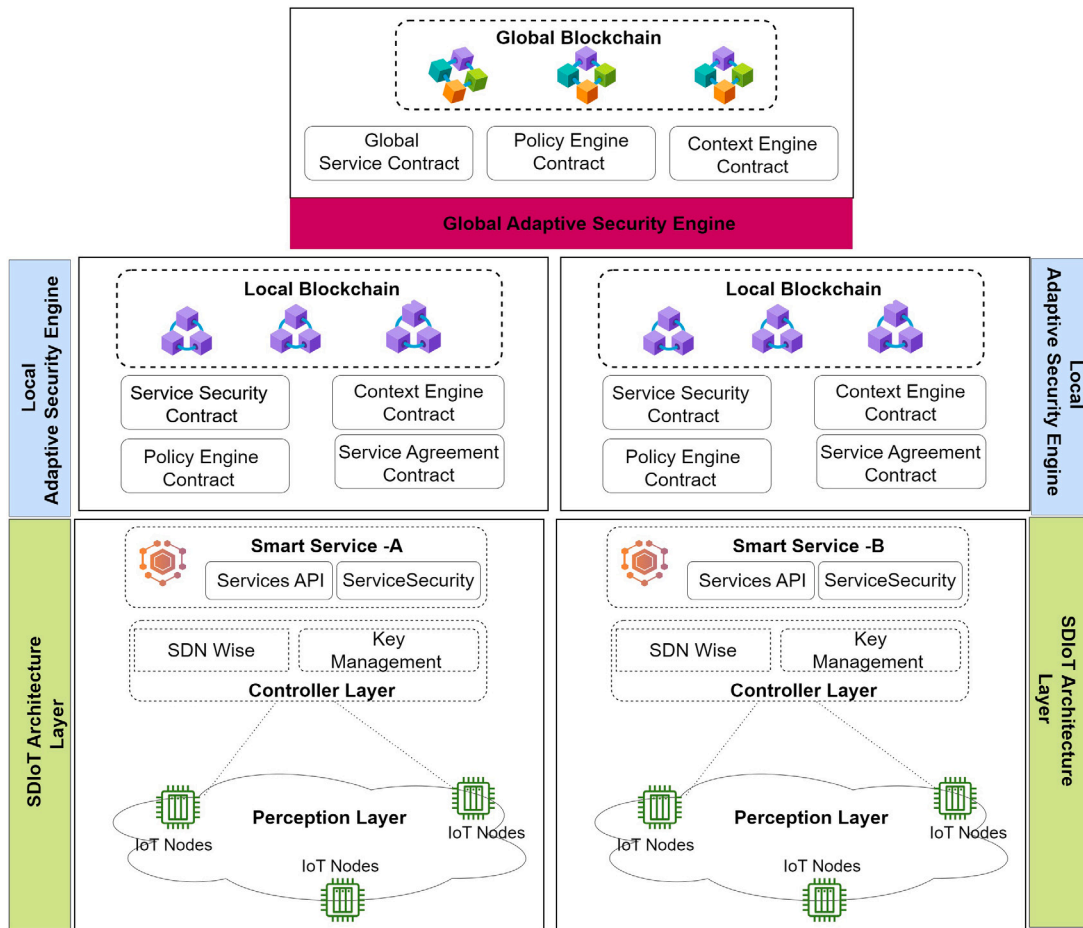 Global Blockchain
Global
Service Contract
Policy Engine
Contract
Context Engine
Contract
Global Adaptive Security Engine
Local
Adaptive Security Engine
Local Blockchain
Service Security
Contract
Context Engine
Contract
Policy Engine
Contract
Service Agreement
Contract
Local Blockchain
Service Security
Contract
Context Engine
Contract
Policy Engine
Contract
Service Agreement
Contract
Local
Adaptive Security Engine
SDIoT Architecture
Layer
Smart Service -A
Services API
ServiceSecurity
SDN Wise
Key
Management
Controller Layer
Perception Layer
IoT Nodes
IoT Nodes
IoT Nodes
Smart Service -B
Services API
ServiceSecurity
SDN Wise
Key
Management
Controller Layer
Perception Layer
IoT Nodes
IoT Nodes
IoT Nodes
SDIoT Architecture
Layer